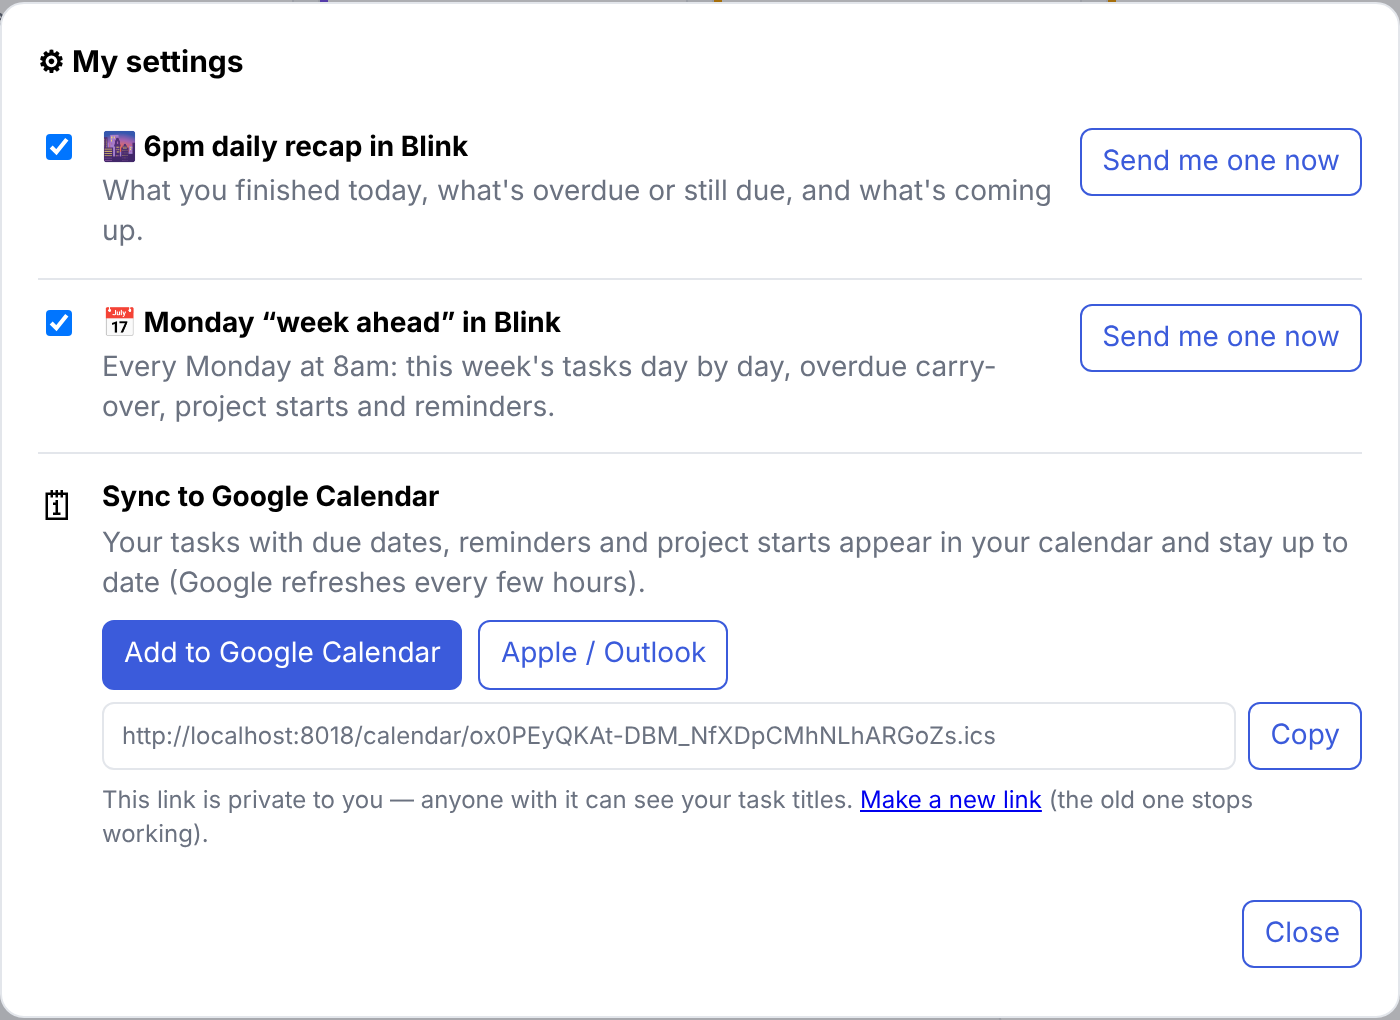 ⚙ My settings
6pm daily recap in Blink
Send me one now
What you finished today, what's overdue or still due, and what's coming
up.
July
17
Monday “week ahead” in Blink
Send me one now
Every Monday at 8am: this week's tasks day by day, overdue carry-
over, project starts and reminders.
1
Sync to Google Calendar
Your tasks with due dates, reminders and project starts appear in your calendar and stay up to
date (Google refreshes every few hours).
Add to Google Calendar
Apple / Outlook
http://localhost:8018/calendar/ox0PEyQKAt-DBM_NfXDpCMhNLhARGoZs.ics
Copy
This link is private to you — anyone with it can see your task titles. Make a new link (the old one stops
working).
Close